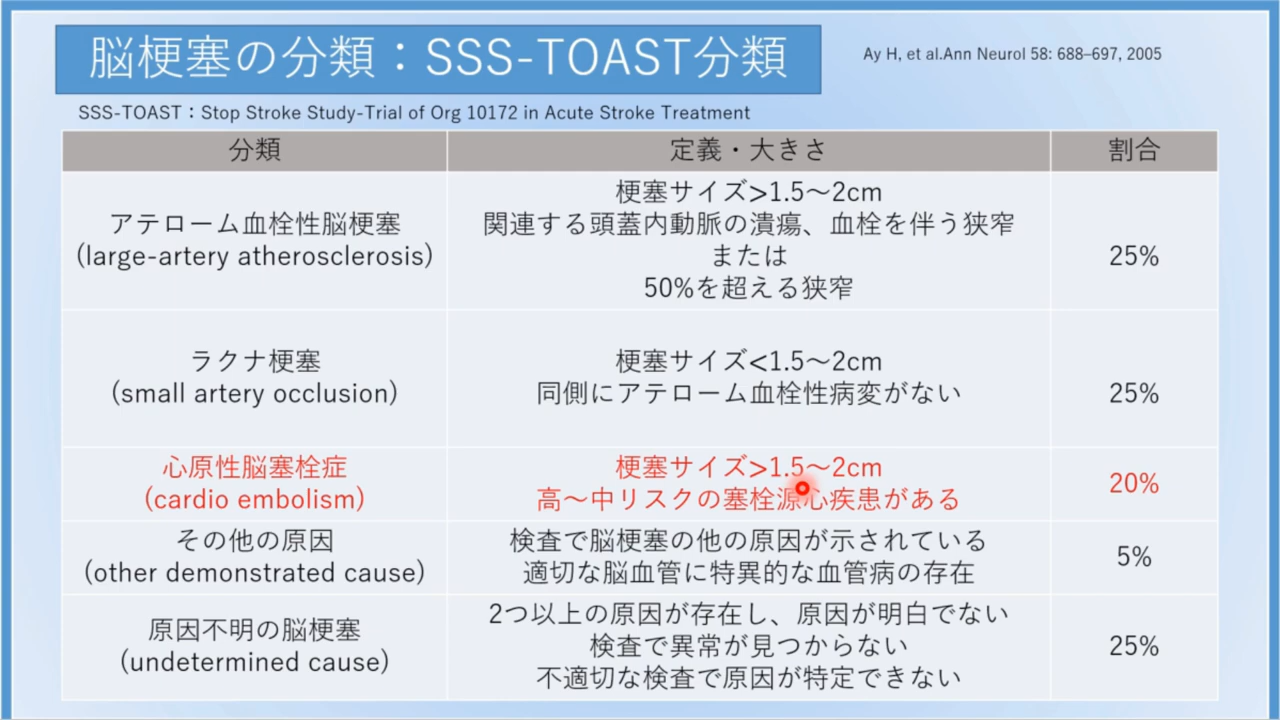 脳梗塞の分類：SSS-TOAST分類
Ay H, et al.Ann Neurol 58: 688–697, 2005
SSS-TOAST：Stop Stroke Study-Trial of Org 10172 in Acute Stroke Treatment
分類
定義・大きさ
割合
アテローム血栓性脳梗塞
(large-artery atherosclerosis)
梗塞サイズ>1.5～2cm
関連する頭蓋内動脈の潰瘍、血栓を伴う狭窄
または
50%を超える狭窄
25%
ラクナ梗塞
(small artery occlusion)
梗塞サイズ<1.5～2cm
同側にアテローム血栓性病変がない
25%
心原性脳塞栓症
(cardio embolism)
梗塞サイズ>1.5～2cm
高～中リスクの塞栓源心疾患がある
20%
その他の原因
(other demonstrated cause)
検査で脳梗塞の他の原因が示されている
適切な脳血管に特異的な血管病の存在
5%
原因不明の脳梗塞
(undetermined cause)
2つ以上の原因が存在し、原因が明白でない
検査で異常が見つからない
不適切な検査で原因が特定できない
25%